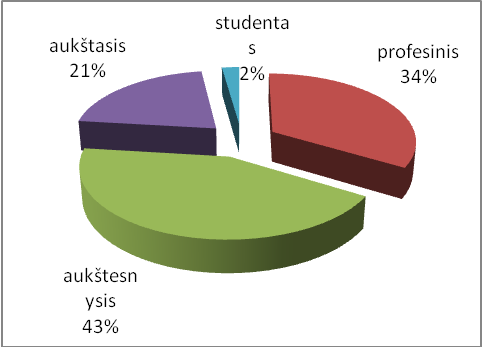 studenta
s
2%
aukštasis
21%
profesinis
34%
aukštesn
ysis
43%